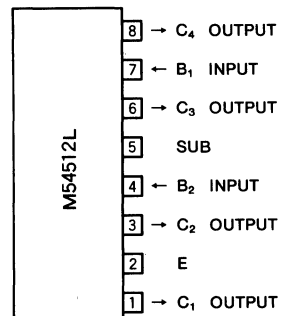 M54512L
8 → C₄ OUTPUT
7 ← B₁ INPUT
6 → C₃ OUTPUT
5 SUB
4 ← B₂ INPUT
3 → C₂ OUTPUT
2 E
1 → C₁ OUTPUT